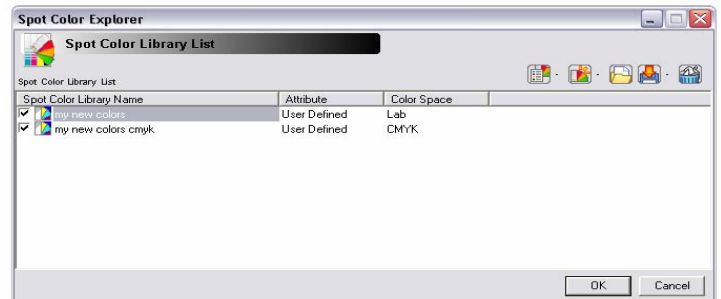 Spot Color Explorer
Spot Color Library List
Spot Color Library List
Spot Color Library Name Attribute Color Space
my new colors User Defined Lab
my new colors cmyk User Defined CMYK
OK Cancel